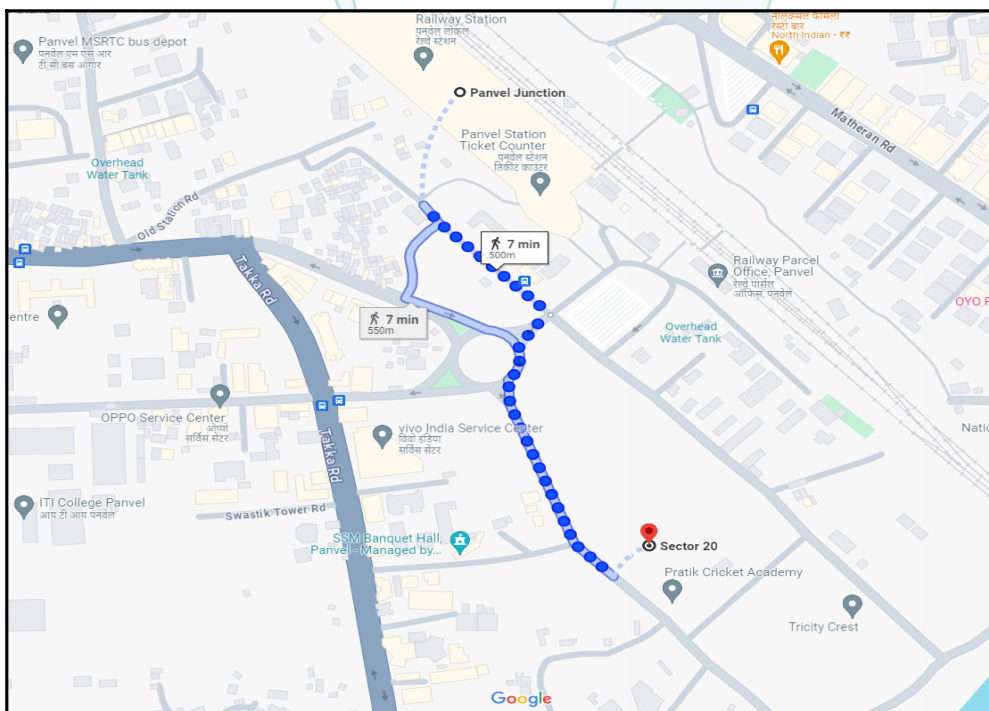 Railway Station
पनवेल लोकल
रेल्वे स्टेशन
नीलकमल फॅमिली
रेस्टो बार
North Indian • ₹₹
Panvel MSRTC bus depot
पनवेल एम एस आर
टी सी बस आगार
Panvel Junction
Matheran Rd
Panvel Station
Ticket Counter
पनवेल स्टेशन
तिकीट काउंटर
Overhead
Water Tank
Old Station Rd
7 min
500m
Takka Rd
Railway Parcel
Office, Panvel
रेल्वे पार्सल
ऑफिस, पनवेल
OYO
entre
7 min
550m
Overhead
Water Tank
OPPO Service Center
ओप्पो
सर्विस सेंटर
vivo India Service Center
विवो इंडिया
सर्विस सेंटर
Natio
Takka Rd
ITI College Panvel
आय टी आय पनवेल
Swastik Tower Rd
SSM Banquet Hall,
Panvel - Managed by...
Sector 20
Pratik Cricket Academy
Tricity Crest
Google